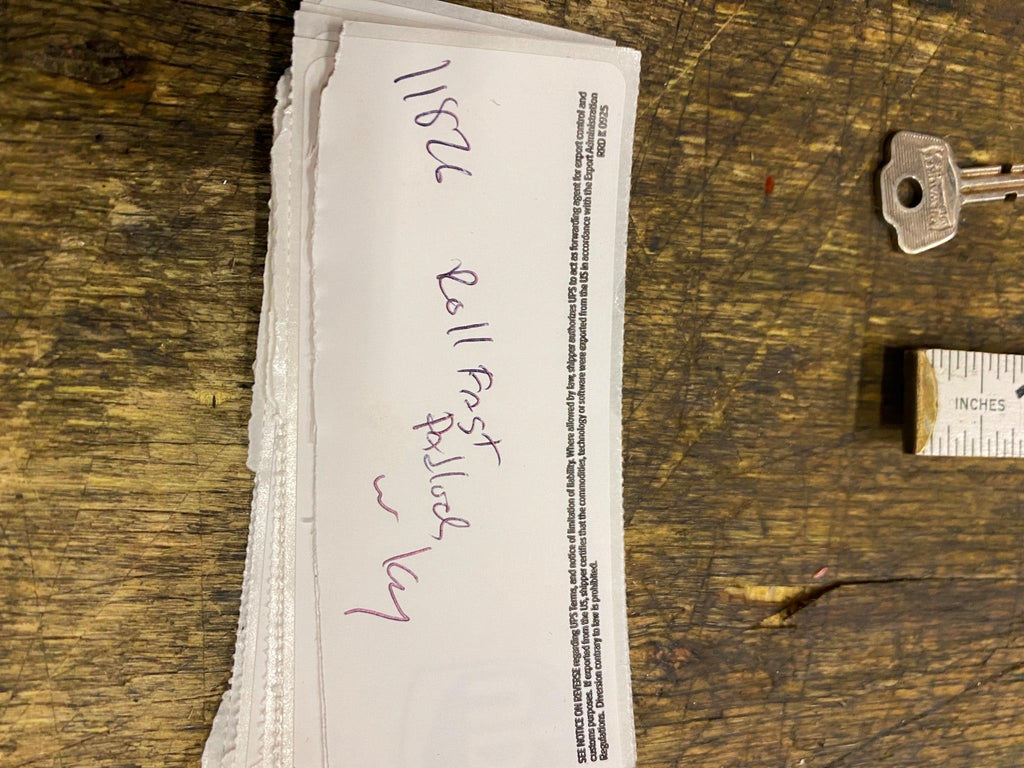 11826 Roll Fast
Padlock
w key
SEE NOTICE ON REVERSE regarding UPS Terms, and notice of limitation of liability. Where allowed by law, shipper authorizes UPS to act as forwarding agent for export control and
customs purposes. If exported from the US, shipper certifies that the commodities, technology or software were exported from the US in accordance with the Export Administration
Regulations. Diversion contrary to law is prohibited.
RRD E 0925
INCHES